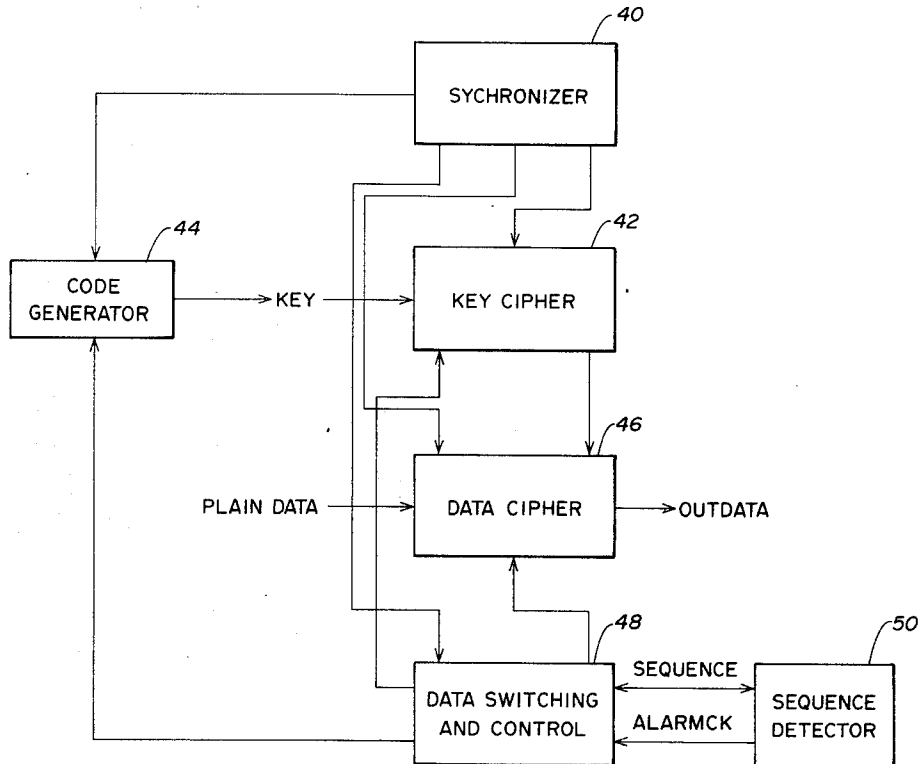 40
SYCHRONIZER
44
CODE
GENERATOR
KEY
42
KEY CIPHER
46
PLAIN DATA
DATA CIPHER
OUTDATA
48
DATA SWITCHING
AND CONTROL
SEQUENCE
ALARMCK
50
SEQUENCE
DETECTOR